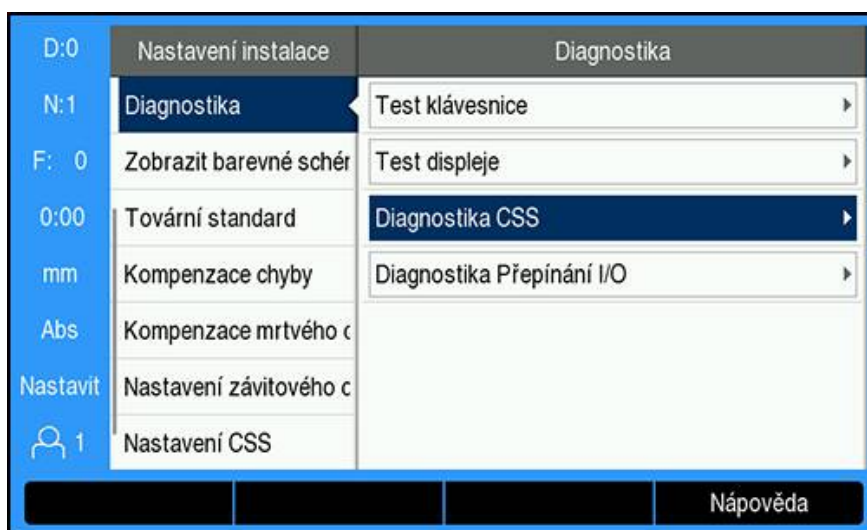 D:0
N:1
F: 0
0:00
mm
Abs
Nastavit
1
Nastavení instalace
Diagnostika
Zobrazit barevné schér
Tovární standard
Kompenzace chyby
Kompenzace mrtvého c
Nastavení závitového c
Nastavení CSS
Diagnostika
Test klávesnice
Test displeje
Diagnostika CSS
Diagnostika Přepínání I/O
Nápověda